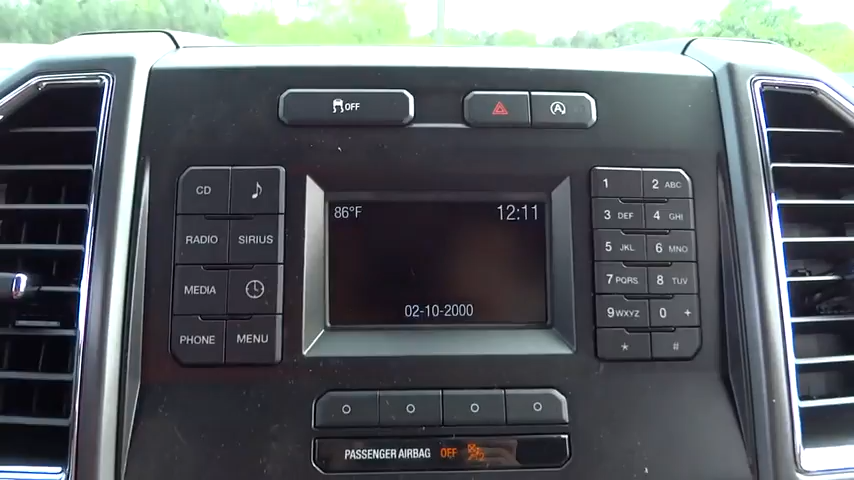 OFF
A
CD
RADIO SIRIUS
MEDIA
PHONE MENU
86°F 12:11
02-10-2000
1 2 ABC
3 DEF 4 GHI
5 JKL 6 MNO
7 PQRS 8 TUV
9 WXYZ 0 +
* #
PASSENGER AIRBAG OFF